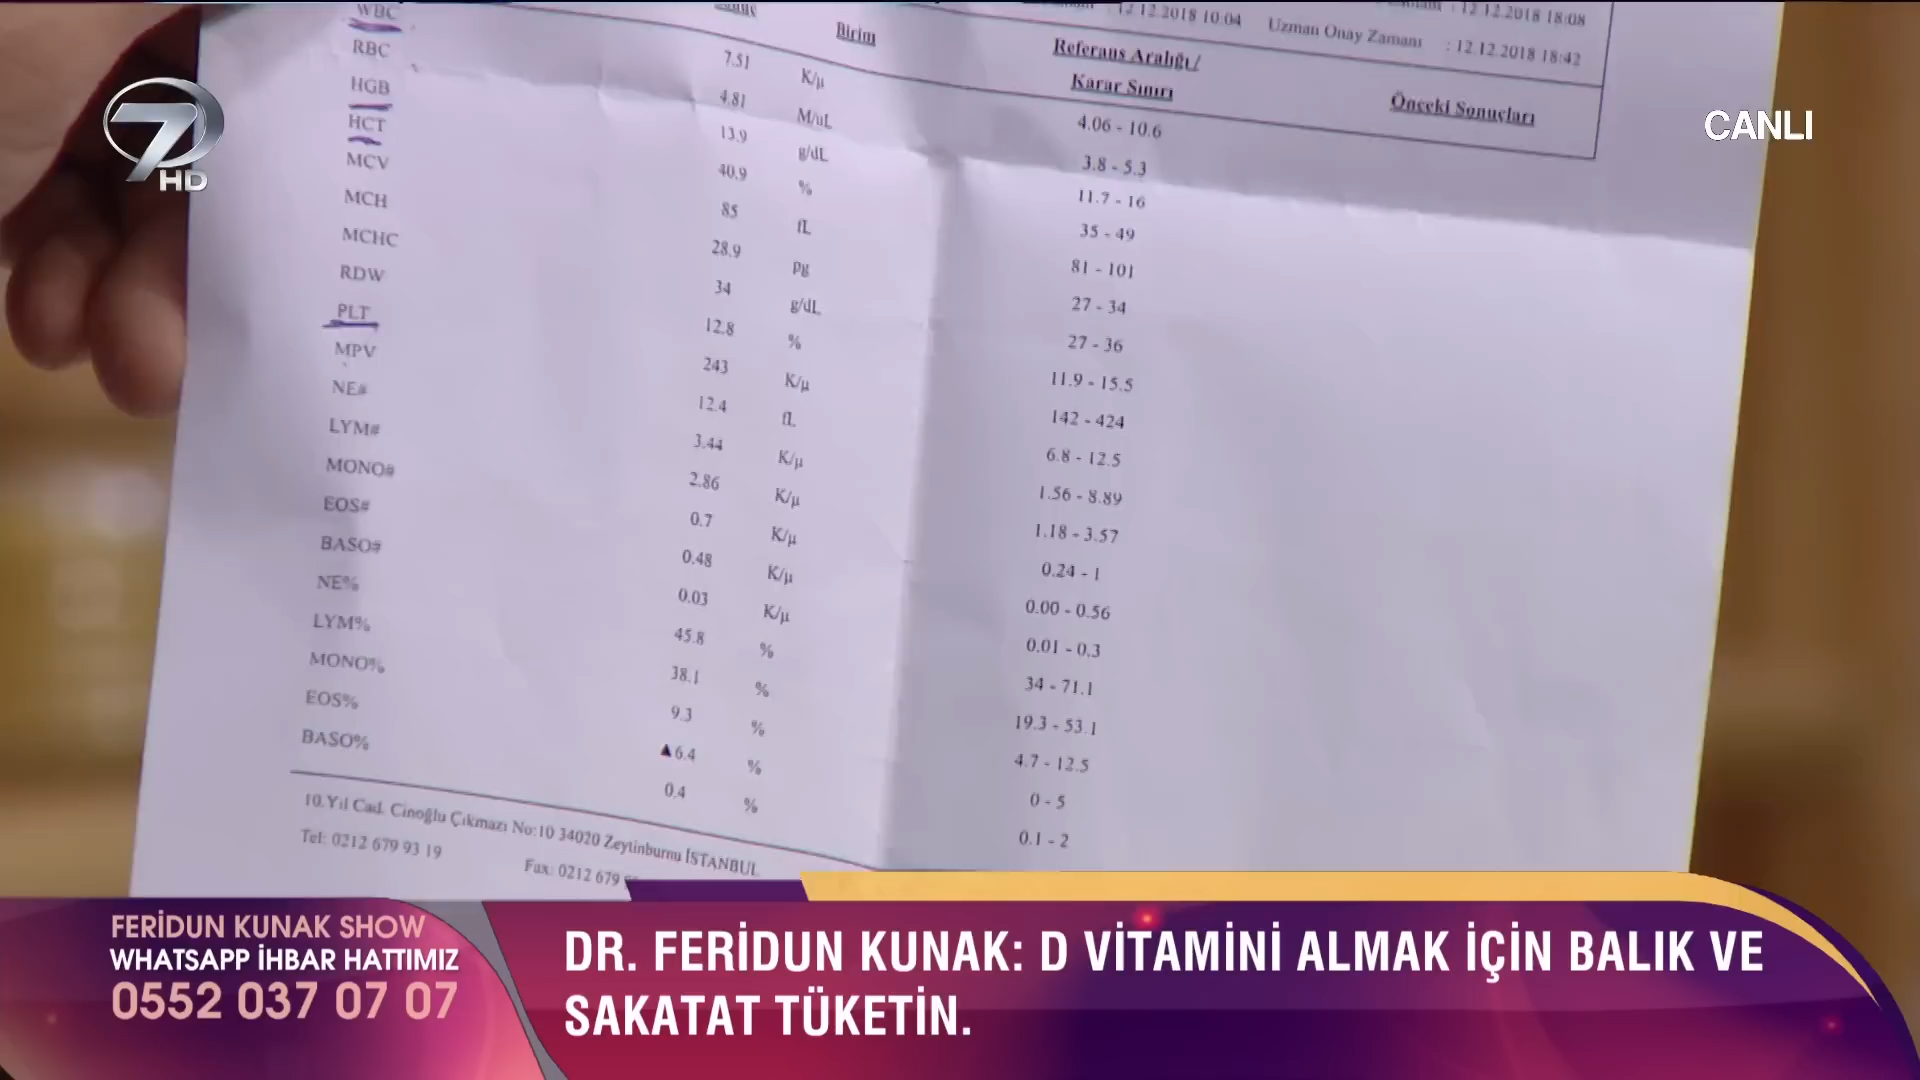 : 12.12.2018 10:04
: 12.12.2018 18:08
Uzman Onay Zamanı : 12.12.2018 18:42
Birim
Referans Aralığı /
Karar Sınırı
Önceki Sonuçları
WBC 7.51 K/µ 4.06 - 10.6
RBC 4.81 M/uL 3.8 - 5.3
HGB 13.9 g/dL 11.7 - 16
HCT 40.9 % 35 - 49
MCV 85 fL 81 - 101
MCH 28.9 pg 27 - 34
MCHC 34 g/dL 27 - 36
RDW 12.8 % 11.9 - 15.5
PLT 243 K/µ 142 - 424
MPV 12.4 fL 6.8 - 12.5
NE# 3.44 K/µ 1.56 - 8.89
LYM# 2.86 K/µ 1.18 - 3.57
MONO# 0.7 K/µ 0.24 - 1
EOS# 0.48 K/µ 0.00 - 0.56
BASO# 0.03 K/µ 0.01 - 0.3
NE% 45.8 % 34 - 71.1
LYM% 38.1 % 19.3 - 53.1
MONO% 9.3 % 4.7 - 12.5
EOS% ▲6.4 % 0 - 5
BASO% 0.4 % 0.1 - 2
10.Yıl Cad. Cinoğlu Çıkmazı No:10 34020 Zeytinburnu İSTANBUL
Tel: 0212 679 93 19
Fax: 0212 679
7
HD
CANLI
FERİDUN KUNAK SHOW
WHATSAPP İHBAR HATTIMIZ
0552 037 07 07
DR. FERİDUN KUNAK: D VİTAMİNİ ALMAK İÇİN BALIK VE
SAKATAT TÜKETİN.